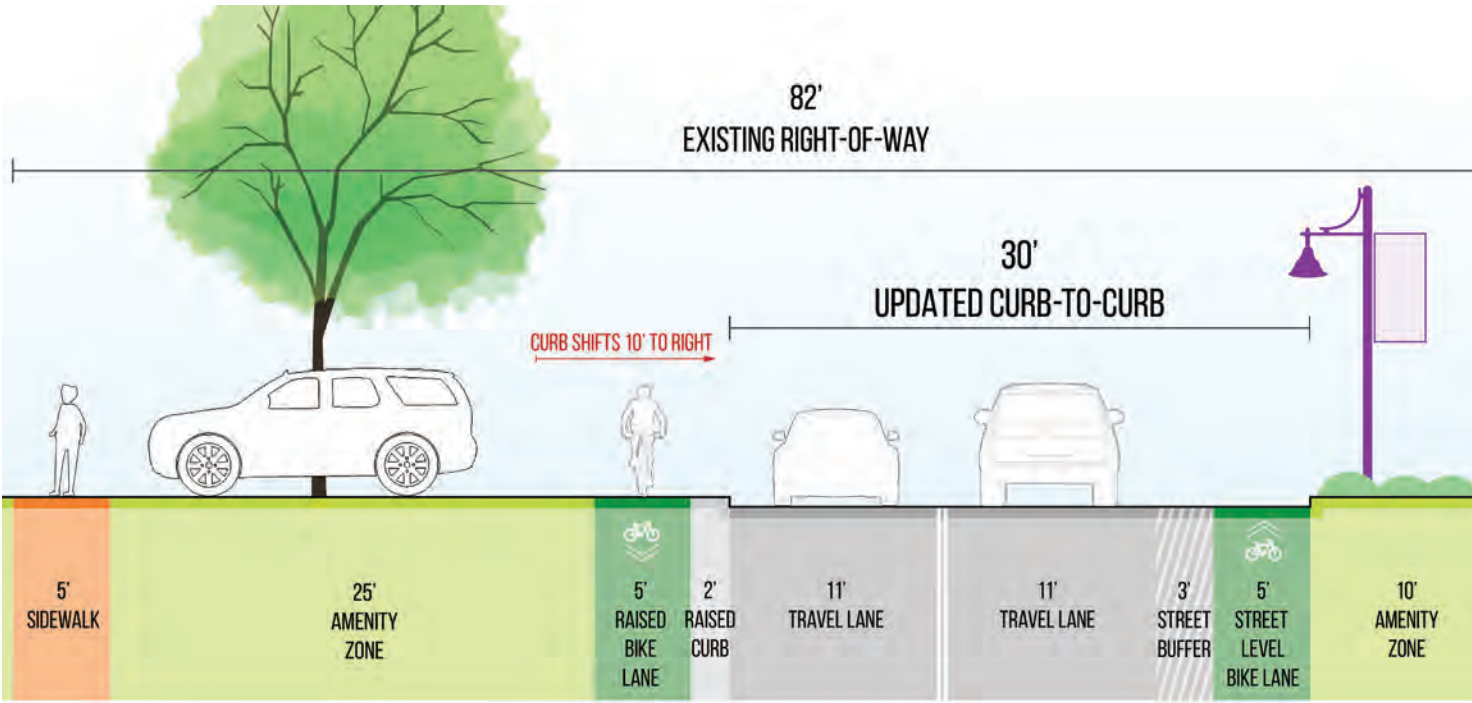 82'
EXISTING RIGHT-OF-WAY
30'
UPDATED CURB-TO-CURB
CURB SHIFTS 10' TO RIGHT
5'
SIDEWALK
25'
AMENITY
ZONE
5'
RAISED
BIKE
LANE
2'
RAISED
CURB
11'
TRAVEL LANE
11'
TRAVEL LANE
3'
STREET
BUFFER
5'
STREET
LEVEL
BIKE LANE
10'
AMENITY
ZONE